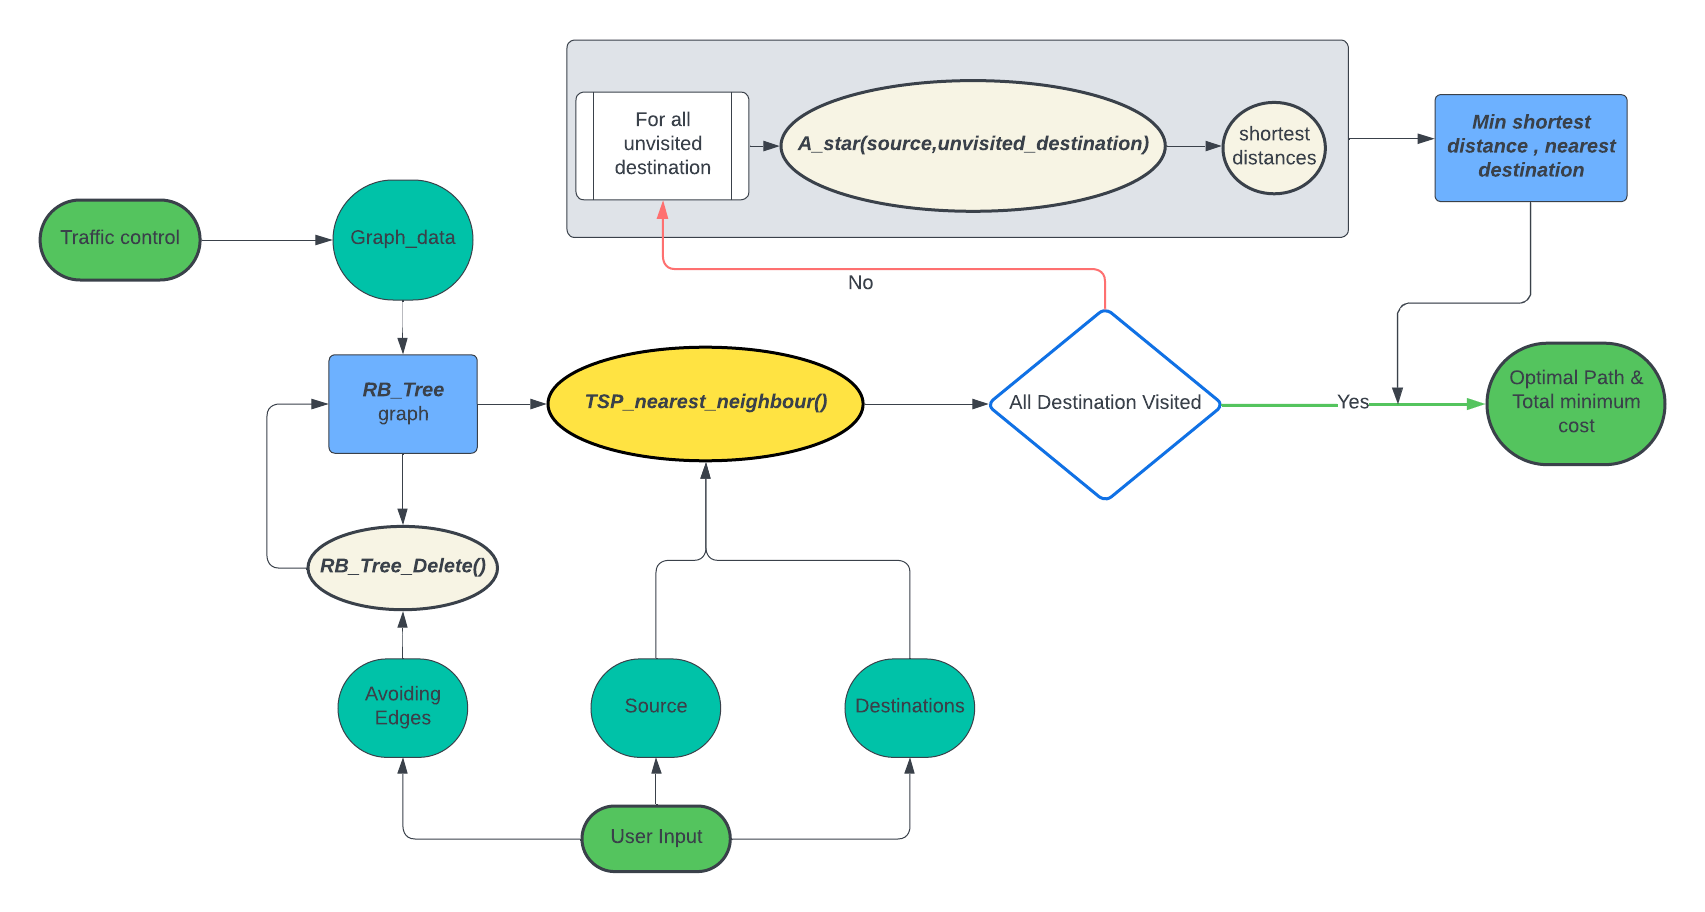 For all
unvisited
destination
A_star(source,unvisited_destination)
shortest
distances
Min shortest
distance , nearest
destination
Traffic control
Graph_data
No
RB_Tree
graph
TSP_nearest_neighbour()
All Destination Visited
Yes
Optimal Path &
Total minimum
cost
RB_Tree_Delete()
Avoiding
Edges
Source
Destinations
User Input